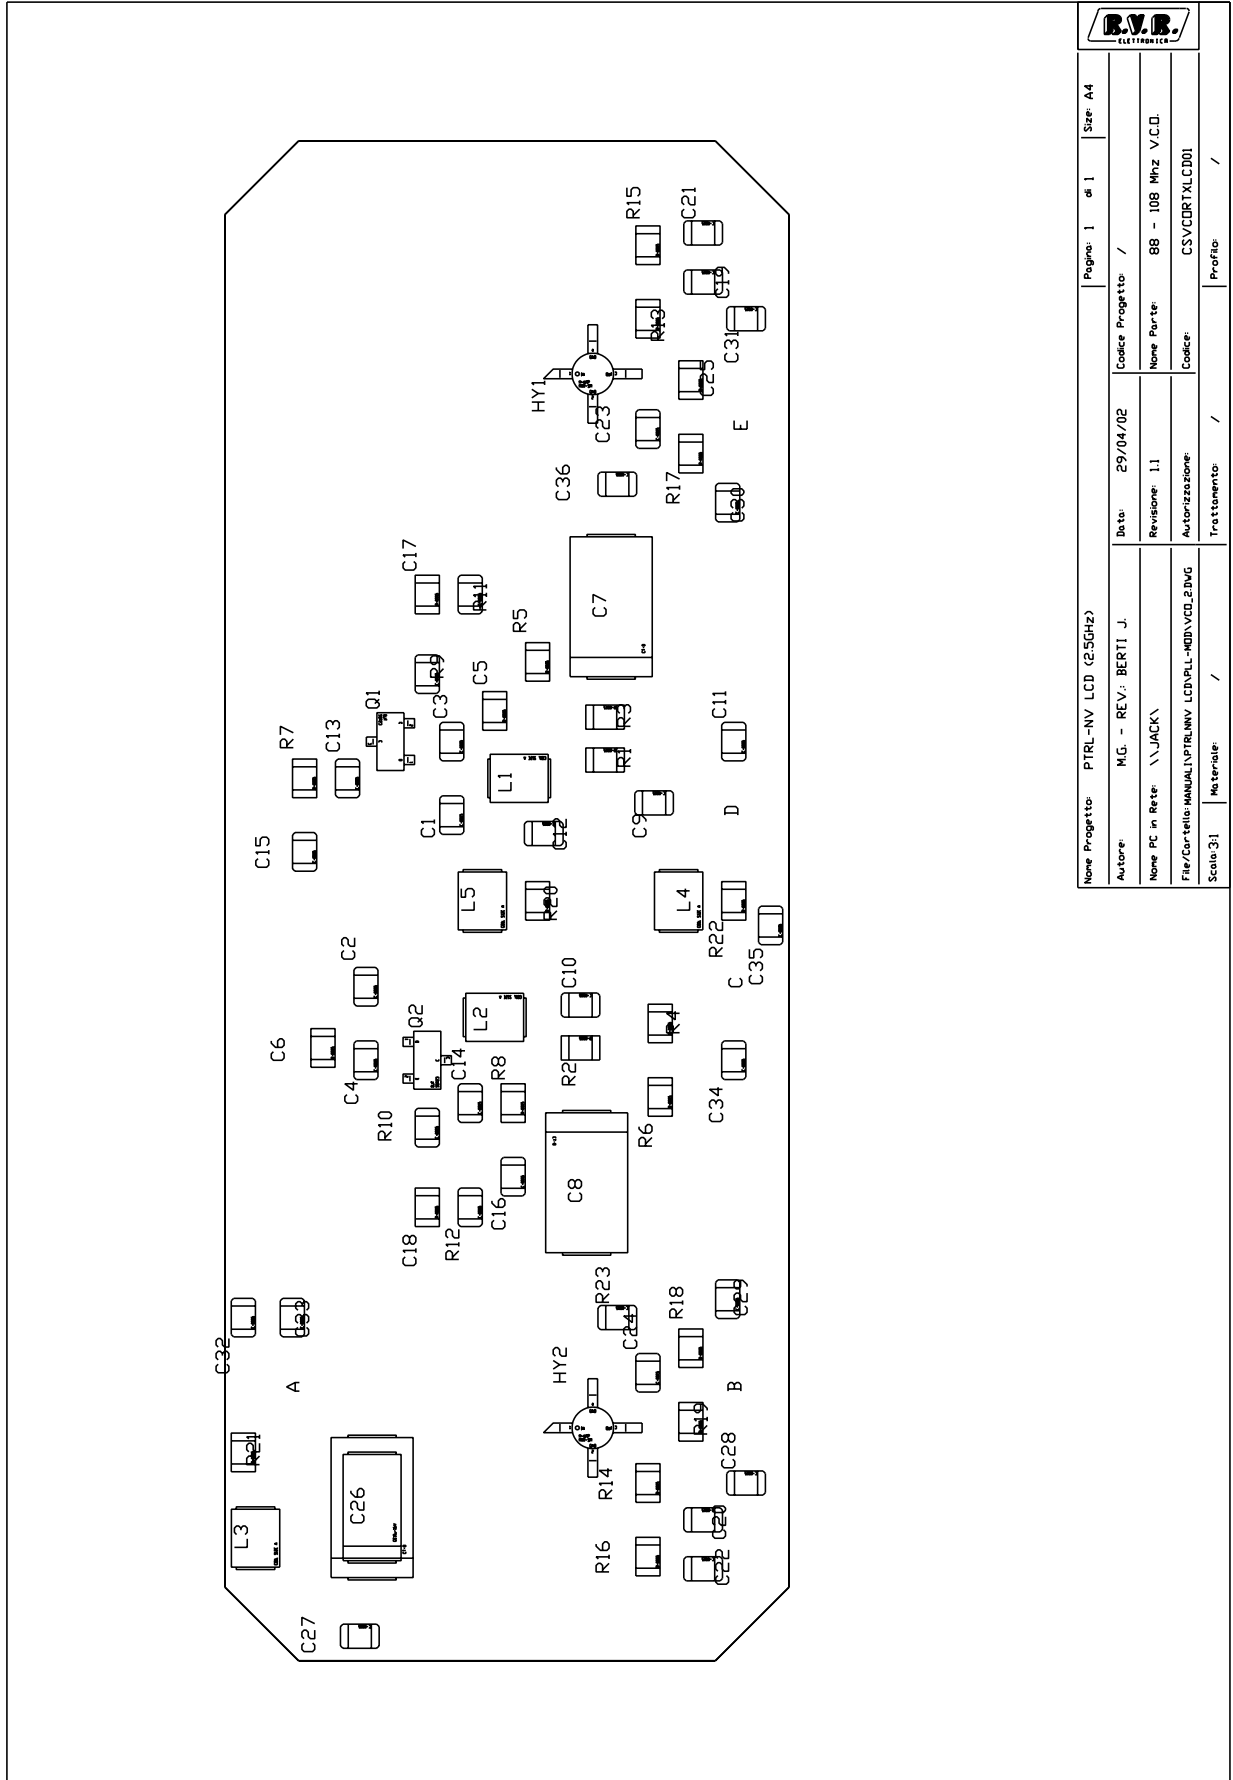 R.V.R.
ELETTRONICA
Nome Progetto: PTRL-NV LCD (2.5GHz)
Pagina: 1 di 1
Size: A4
Autore: M.G. - REV.: BERTI J.
Data: 29/04/02
Codice Progetto: /
Nome PC in Rete: \\JACK\
Revisione: 1.1
Nome Parte: 88 - 108 Mhz V.C.O.
File/Cartella: MANUALI\PTRLNNV LCD\PLL-MOD\VCO_2.DWG
Autorizzazione:
Codice: CSVCORTXLCD01
Scala: 3:1
Materiale: /
Trattamento: /
Profilo: /
R15
C21
C19
R13
C31
HY1
C25
C23
E
C36
R17
C30
C17
R11
C7
R5
R9
C5
Q1
C3
R3
C11
R7
C13
L1
R1
C1
C12
C9
D
C15
L5
R20
L4
R22
C35
C2
C10
C
Q2
L2
R4
C6
C14
R8
R2
C4
C34
R10
R6
C8
C16
C18
R12
R23
R18
C29
C32
C33
C24
HY2
A
B
R19
R21
C28
R14
C26
L3
C20
R16
C22
C27